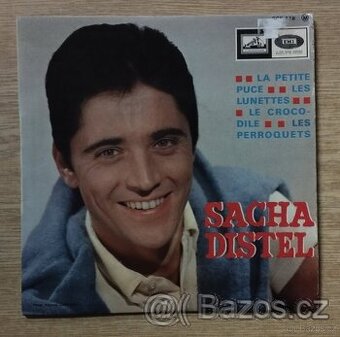 ■ ■ LA PETITE
PUCE ■ ■ LES
LUNETTES ■ ■
■ LE CROCO-
DILE ■ ■ LES
PERROQUETS
SACHA
DISTEL
Bazos.cz